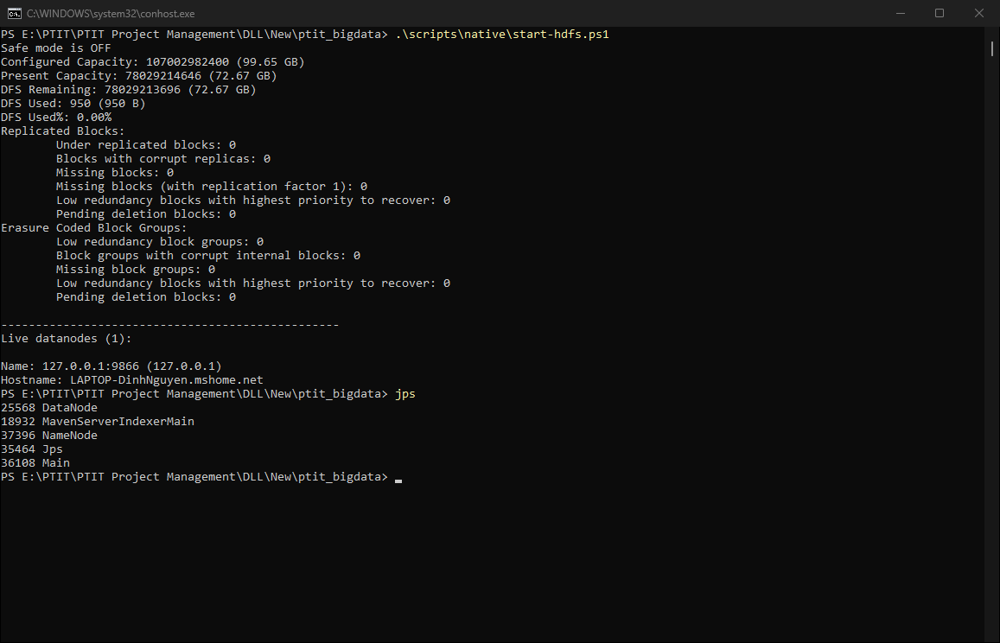 C:\WINDOWS\system32\conhost.exe
PS E:\PTIT\PTIT Project Management\DLL\New\ptit_bigdata> .\scripts\native\start-hdfs.ps1
Safe mode is OFF
Configured Capacity: 107002982400 (99.65 GB)
Present Capacity: 78029214646 (72.67 GB)
DFS Remaining: 78029213696 (72.67 GB)
DFS Used: 950 (950 B)
DFS Used%: 0.00%
Replicated Blocks:
        Under replicated blocks: 0
        Blocks with corrupt replicas: 0
        Missing blocks: 0
        Missing blocks (with replication factor 1): 0
        Low redundancy blocks with highest priority to recover: 0
        Pending deletion blocks: 0
Erasure Coded Block Groups:
        Low redundancy block groups: 0
        Block groups with corrupt internal blocks: 0
        Missing block groups: 0
        Low redundancy blocks with highest priority to recover: 0
        Pending deletion blocks: 0
-------------------------------------------------
Live datanodes (1):
Name: 127.0.0.1:9866 (127.0.0.1)
Hostname: LAPTOP-DinhNguyen.mshome.net
PS E:\PTIT\PTIT Project Management\DLL\New\ptit_bigdata> jps
25568 DataNode
18932 MavenServerIndexerMain
37396 NameNode
35464 Jps
36108 Main
PS E:\PTIT\PTIT Project Management\DLL\New\ptit_bigdata>